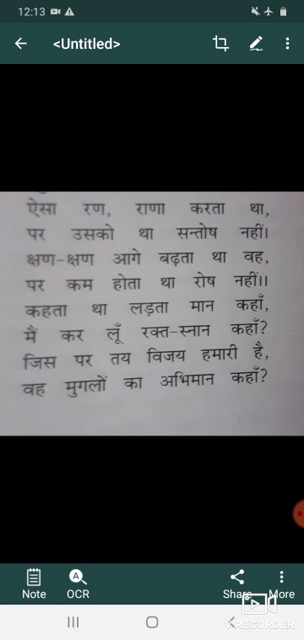 12:13
<Untitled>
ऐसा रण, राणा करता था,
पर उसको था सन्तोष नहीं।
क्षण-क्षण आगे बढ़ता था वह,
पर कम होता था रोष नहीं।।
कहता था लड़ता मान कहाँ,
मैं कर लूँ रक्त-स्नान कहाँ?
जिस पर तय विजय हमारी है,
वह मुगलों का अभिमान कहाँ?
A
Note OCR Share More
RECORDER